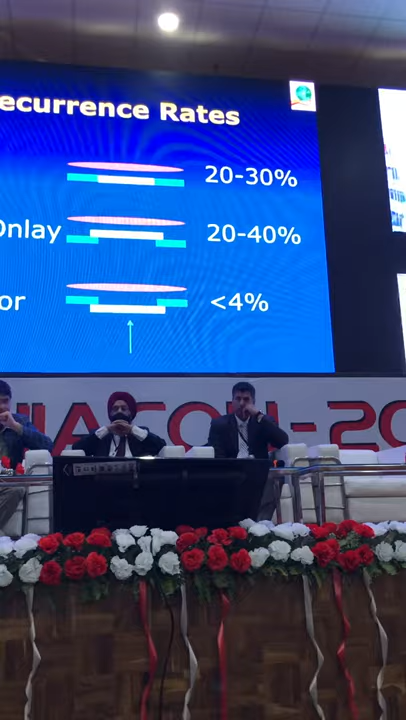 ecurrence Rates
20-30%
Onlay 20-40%
or <4%
IACON-20